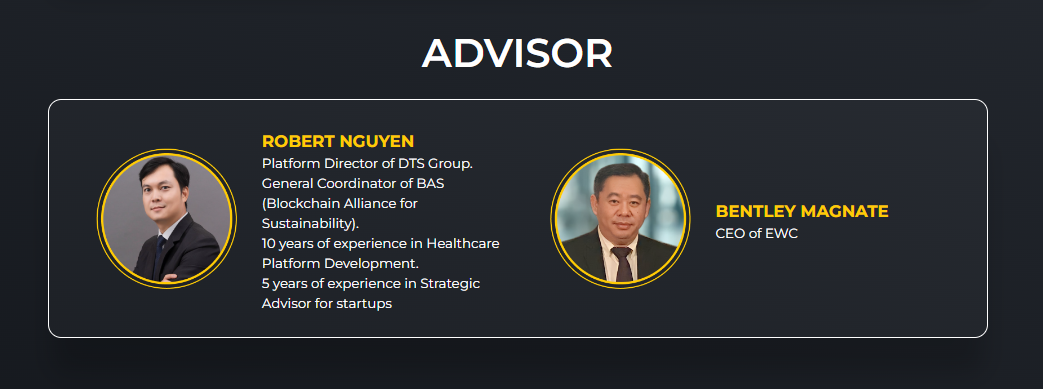 ADVISOR
ROBERT NGUYEN
Platform Director of DTS Group.
General Coordinator of BAS
(Blockchain Alliance for
Sustainability).
10 years of experience in Healthcare
Platform Development.
5 years of experience in Strategic
Advisor for startups
BENTLEY MAGNATE
CEO of EWC